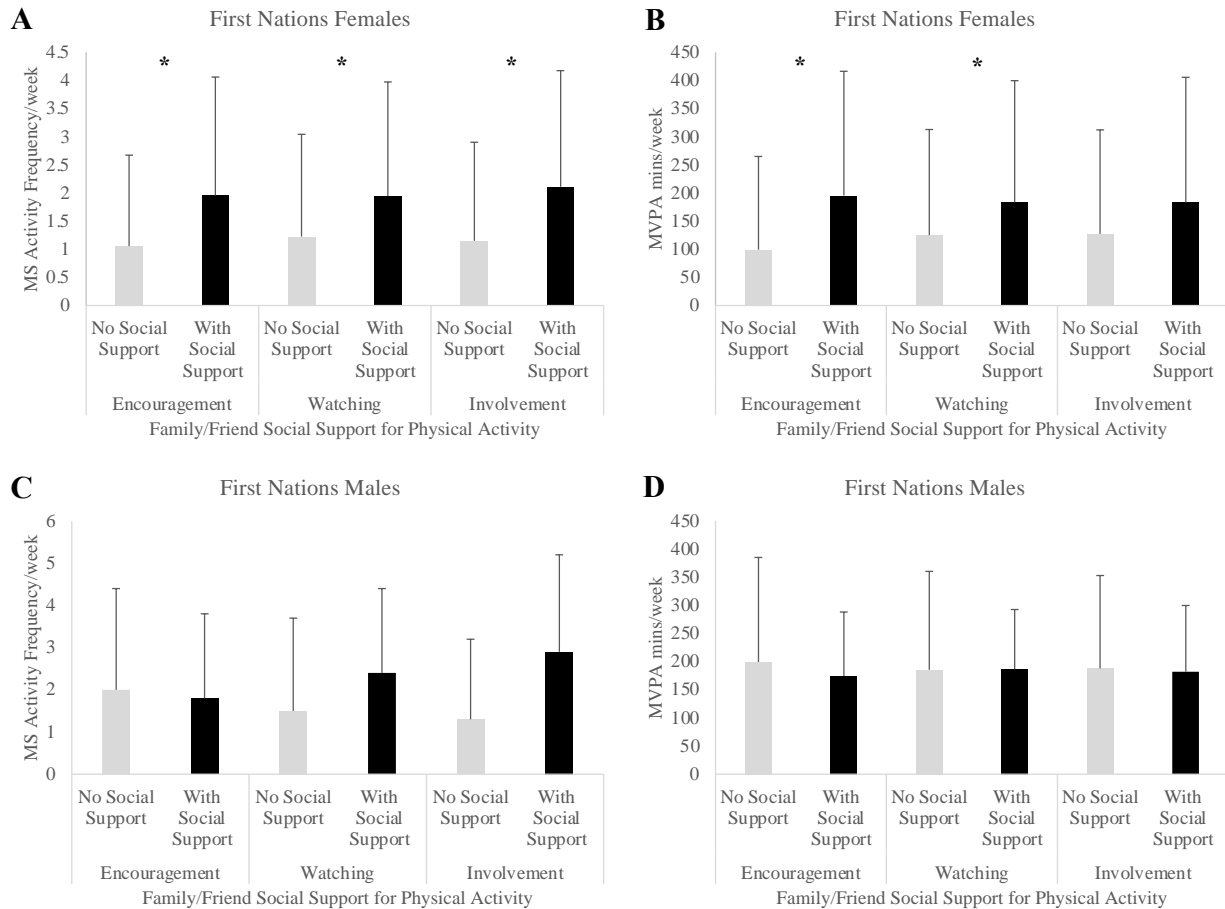 A
First Nations Females
4.5
4
3.5
3
2.5
2
1.5
1
0.5
0
MS Activity Frequency/week
* * *
No Social Support
With Social Support
No Social Support
With Social Support
No Social Support
With Social Support
Encouragement Watching Involvement
Family/Friend Social Support for Physical Activity
B
First Nations Females
450
400
350
300
250
200
150
100
50
0
MVPA mins/week
* *
No Social Support
With Social Support
No Social Support
With Social Support
No Social Support
With Social Support
Encouragement Watching Involvement
Family/Friend Social Support for Physical Activity
C
First Nations Males
6
5
4
3
2
1
0
MS Activity Frequency/week
No Social Support
With Social Support
No Social Support
With Social Support
No Social Support
With Social Support
Encouragement Watching Involvement
Family/Friend Social Support for Physical Activity
D
First Nations Males
450
400
350
300
250
200
150
100
50
0
MVPA mins/week
No Social Support
With Social Support
No Social Support
With Social Support
No Social Support
With Social Support
Encouragement Watching Involvement
Family/Friend Social Support for Physical Activity